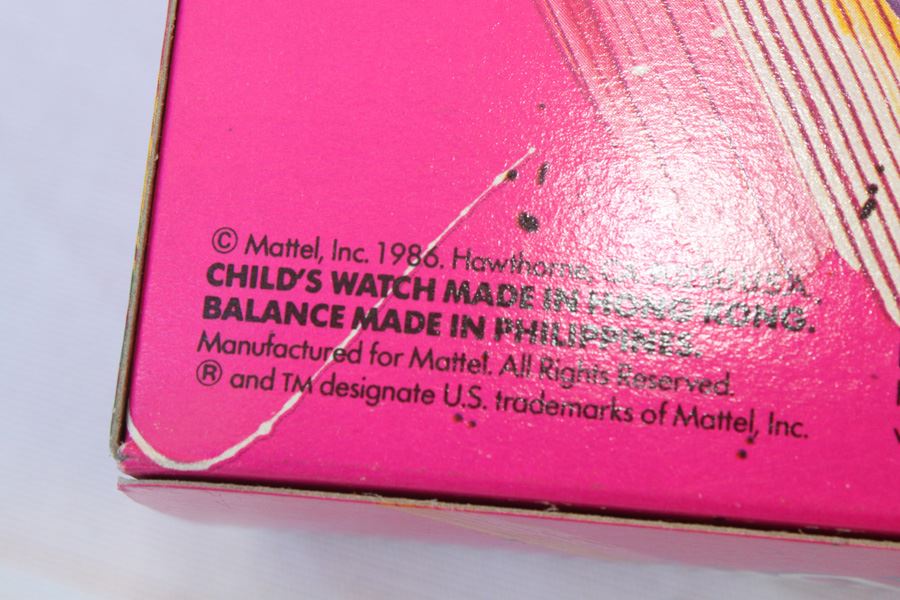 © Mattel, Inc. 1986. Hawthorne, U.S.A.
CHILD'S WATCH MADE IN HONG KONG.
BALANCE MADE IN PHILIPPINES.
Manufactured for Mattel. All Rights Reserved.
® and TM designate U.S. trademarks of Mattel, Inc.